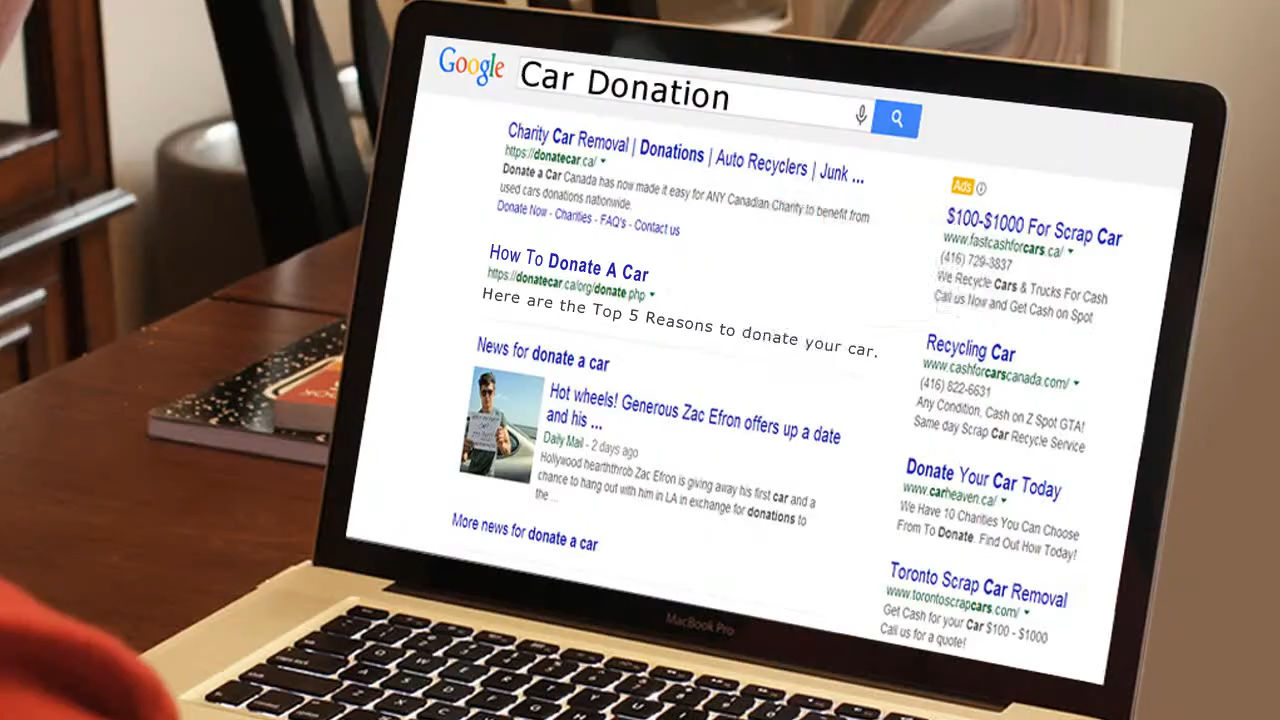 Google
Car Donation
Charity Car Removal | Donations | Auto Recyclers | Junk ...
https://donatecar.ca/
Donate a Car Canada has now made it easy for ANY Canadian Charity to benefit from
used cars donations nationwide.
Donate Now - Charities - FAQ's - Contact us
How To Donate A Car
https://donatecar.ca/org/donate.php
Here are the Top 5 Reasons to donate your car.
News for donate a car
Hot wheels! Generous Zac Efron offers up a date
and his ...
Daily Mail - 2 days ago
Hollywood hearththrob Zac Efron is giving away his first car and a
chance to hang out with him in LA in exchange for donations to
the ...
More news for donate a car
Ads
$100-$1000 For Scrap Car
www.fastcashforcars.ca/
(416) 729-3837
We Recycle Cars & Trucks For Cash
Call us Now and Get Cash on Spot
Recycling Car
www.cashforcarscanada.com/
(416) 822-6631
Any Condition, Cash on Z Spot GTA!
Same day Scrap Car Recycle Service
Donate Your Car Today
www.carheaven.ca/
We Have 10 Charities You Can Choose
From To Donate. Find Out How Today!
Toronto Scrap Car Removal
www.torontoscrapcars.com/
Get Cash for your Car $100 - $1000
Call us for a quote!
MacBook Pro